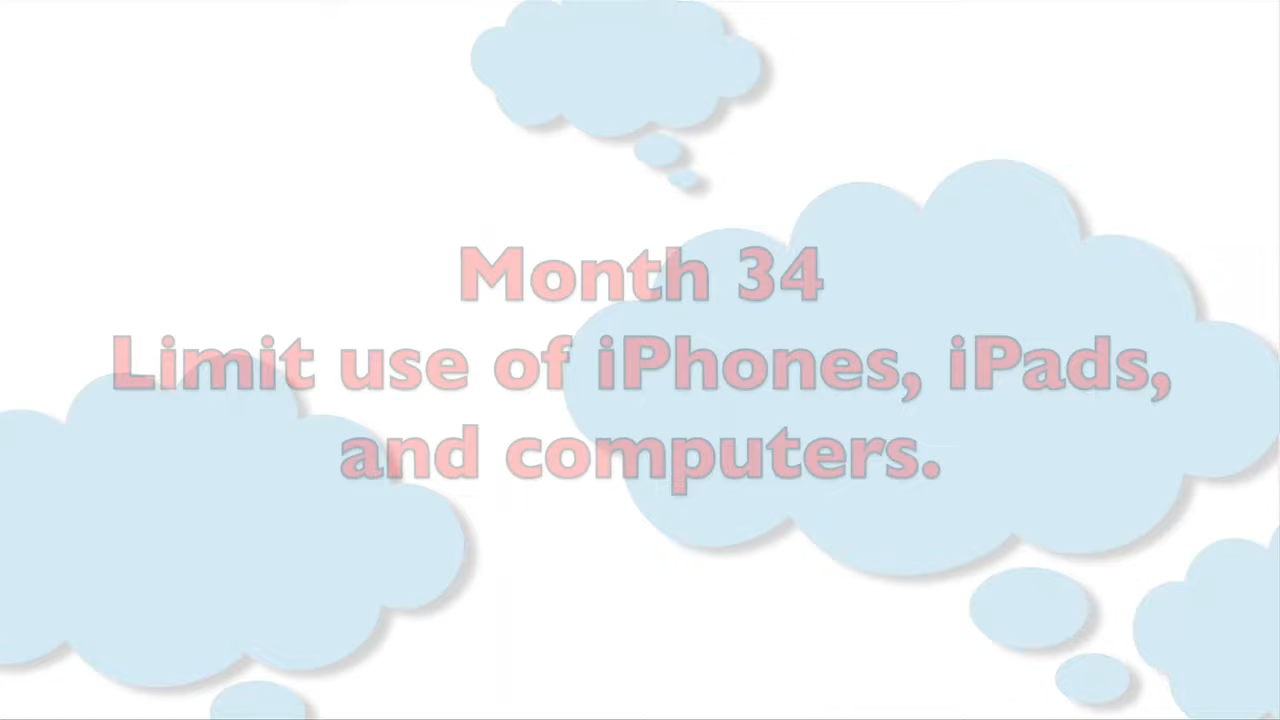 Month 34
Limit use of iPhones, iPads,
and computers.